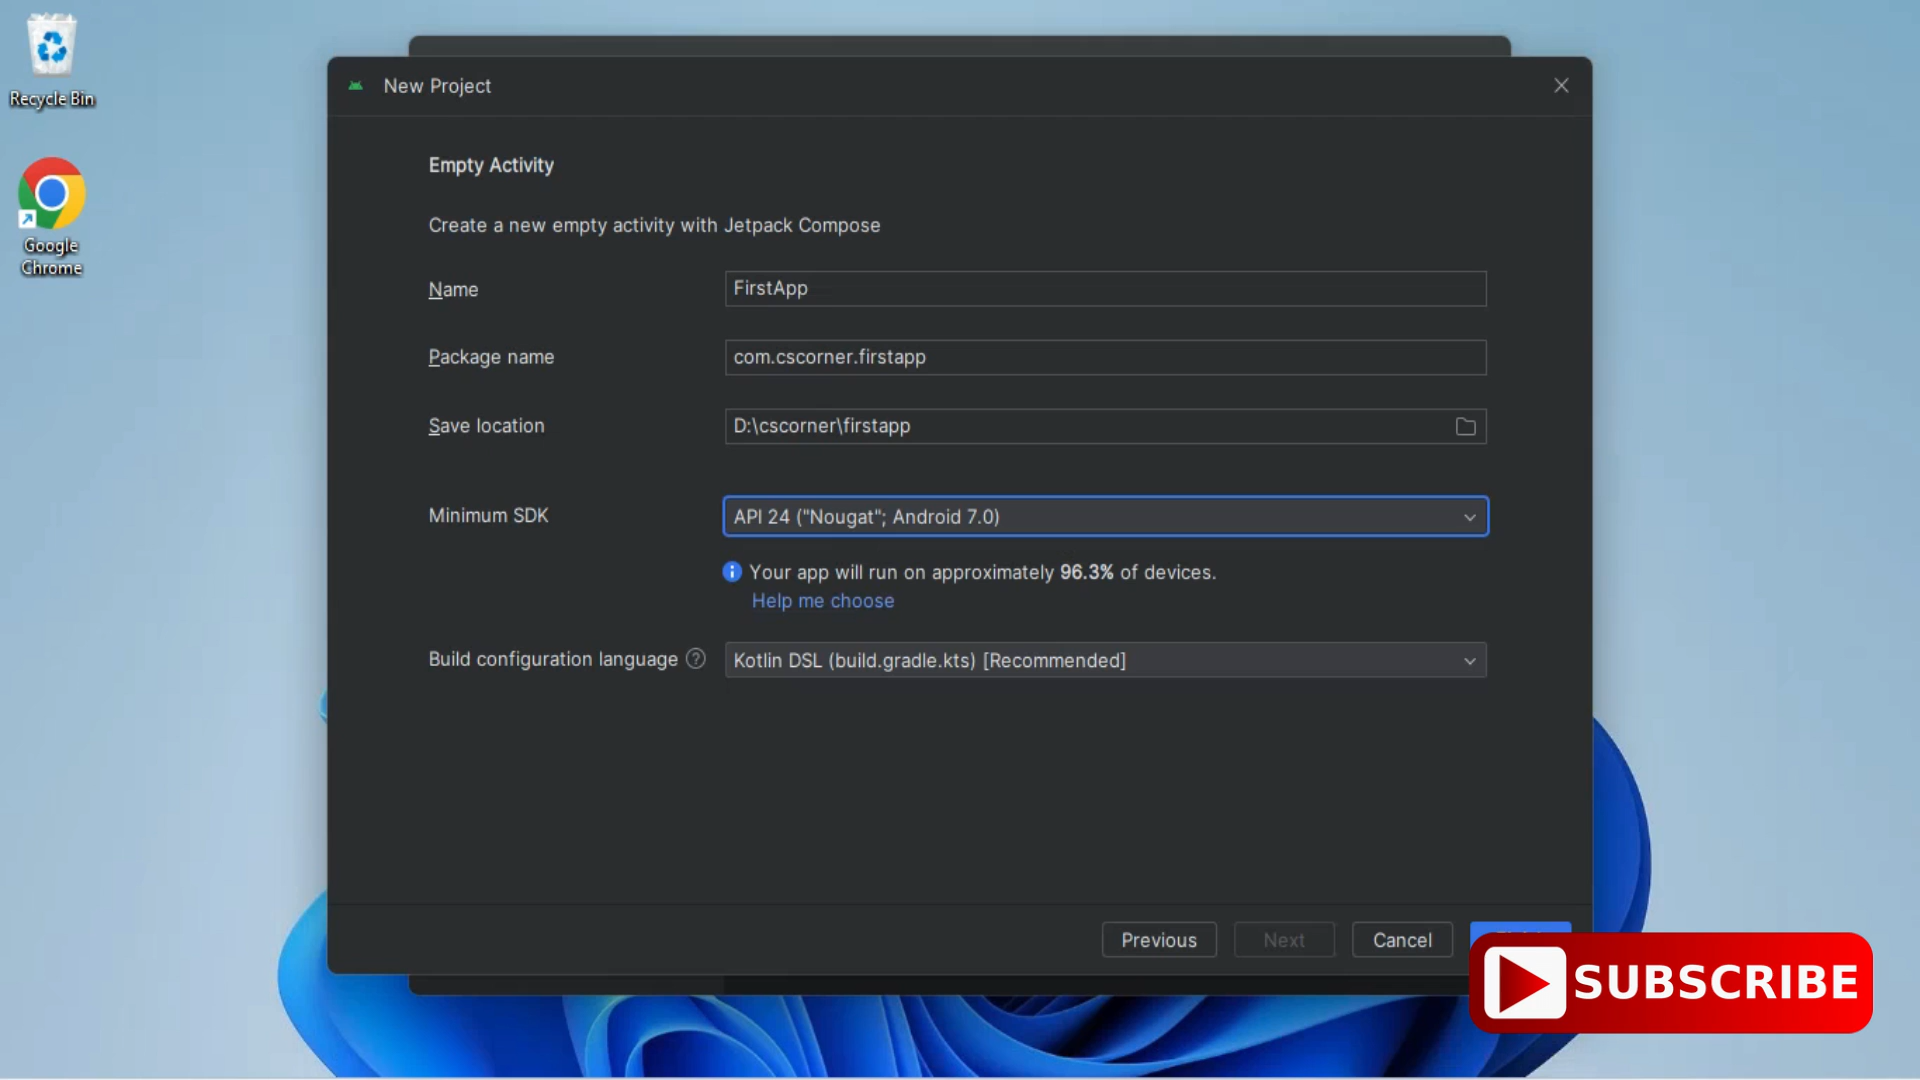 Recycle Bin
Google
Chrome
New Project
Empty Activity
Create a new empty activity with Jetpack Compose
Name
FirstApp
Package name
com.cscorner.firstapp
Save location
D:\cscorner\firstapp
Minimum SDK
API 24 ("Nougat"; Android 7.0)
Your app will run on approximately 96.3% of devices.
Help me choose
Build configuration language
Kotlin DSL (build.gradle.kts) [Recommended]
Previous
Next
Cancel
SUBSCRIBE